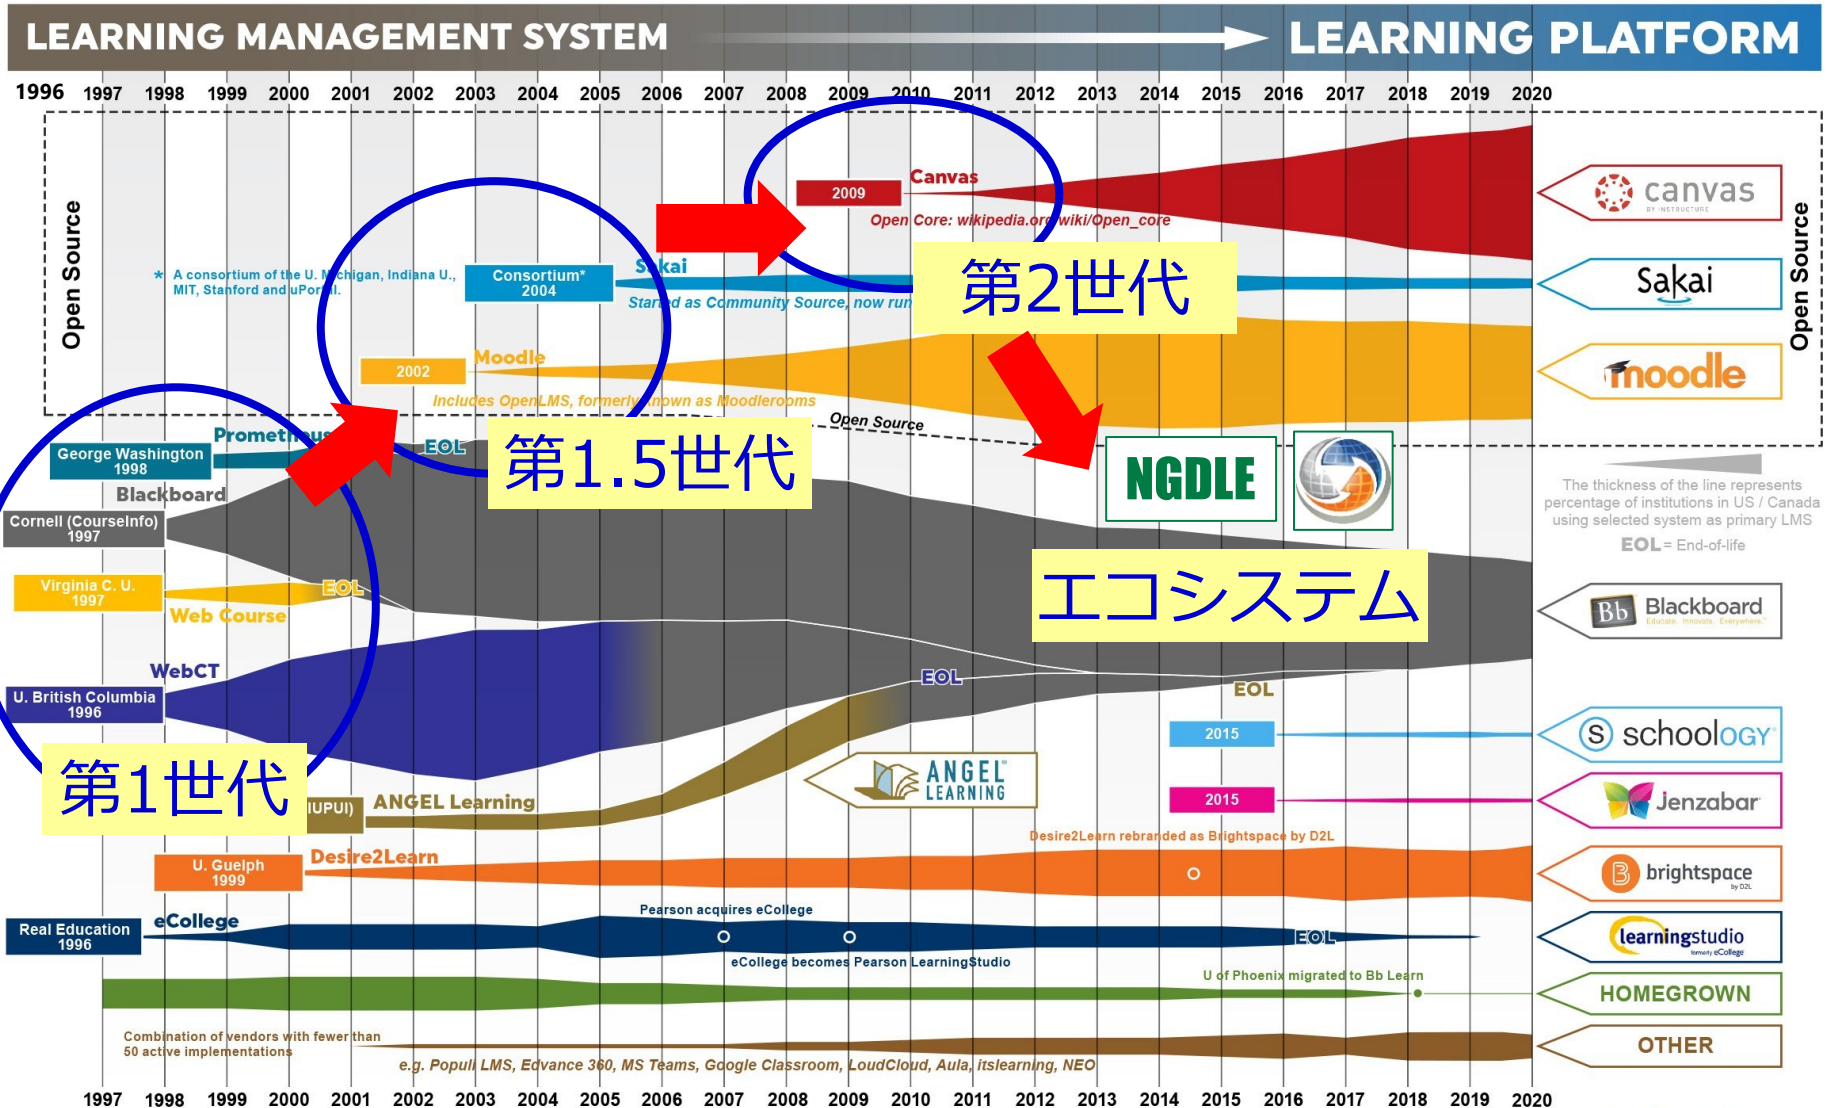 LEARNING MANAGEMENT SYSTEM
LEARNING PLATFORM
1996 1997 1998 1999 2000 2001 2002 2003 2004 2005 2006 2007 2008 2009 2010 2011 2012 2013 2014 2015 2016 2017 2018 2019 2020
Open Source
Open Source
2009
Canvas
Open Core: wikipedia.org/wiki/Open_core
canvas
BY INSTRUCTURE
* A consortium of the U. Michigan, Indiana U.,
MIT, Stanford and uPortal.
Consortium*
2004
Sakai
Started as Community Source, now run
Sakai
第2世代
2002
Moodle
Includes OpenLMS, formerly known as Moodlerooms
moodle
Open Source
George Washington
1998
Prometheus
EOL
第1.5世代
NGDLE
The thickness of the line represents
percentage of institutions in US / Canada
using selected system as primary LMS
EOL = End-of-life
Blackboard
Cornell (CourseInfo)
1997
Virginia C. U.
1997
EOL
Web Course
エコシステム
Bb Blackboard
Educate. Innovate. Everywhere.™
WebCT
U. British Columbia
1996
EOL
EOL
2015
S schoology
第1世代
IUPUI)
ANGEL Learning
ANGEL
LEARNING
2015
Jenzabar
Desire2Learn rebranded as Brightspace by D2L
U. Guelph
1999
Desire2Learn
B brightspace
by D2L
Real Education
1996
eCollege
Pearson acquires eCollege
eCollege becomes Pearson LearningStudio
EOL
learningstudio
formerly eCollege
U of Phoenix migrated to Bb Learn
HOMEGROWN
Combination of vendors with fewer than
50 active implementations
e.g. Populi LMS, Edvance 360, MS Teams, Google Classroom, LoudCloud, Aula, itslearning, NEO
OTHER
1997 1998 1999 2000 2001 2002 2003 2004 2005 2006 2007 2008 2009 2010 2011 2012 2013 2014 2015 2016 2017 2018 2019 2020